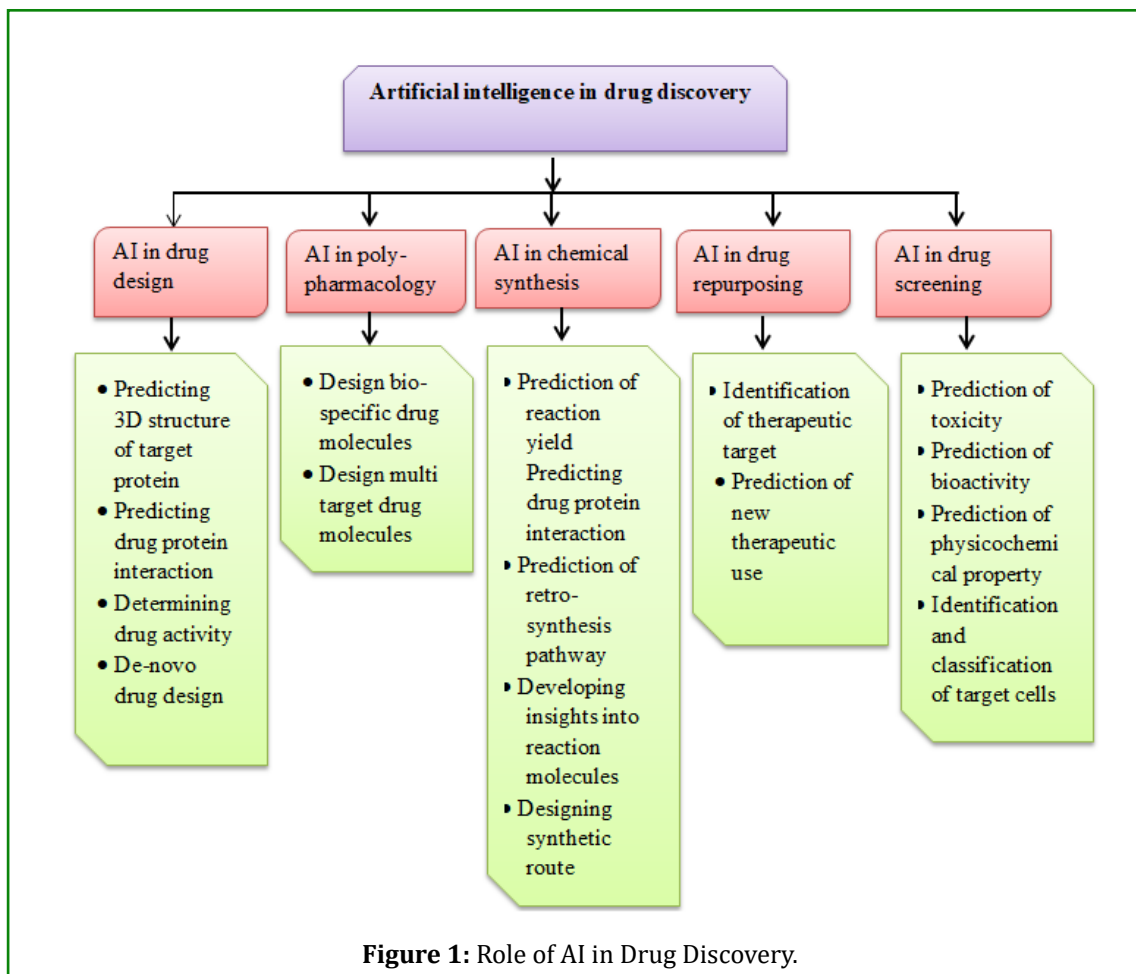 Artificial intelligence in drug discovery
AI in drug
design
AI in poly-
pharmacology
AI in chemical
synthesis
AI in drug
repurposing
AI in drug
screening
• Predicting
3D structure
of target
protein
• Predicting
drug protein
interaction
• Determining
drug activity
• De-novo
drug design
• Design bio-
specific drug
molecules
• Design multi
target drug
molecules
• Prediction of
reaction
yield
Predicting
drug protein
interaction
• Prediction of
retro-
synthesis
pathway
• Developing
insights into
reaction
molecules
• Designing
synthetic
route
• Identification
of therapeutic
target
• Prediction of
new
therapeutic
use
• Prediction of
toxicity
• Prediction of
bioactivity
• Prediction of
physicochemi
cal property
• Identification
and
classification
of target cells
Figure 1: Role of AI in Drug Discovery.